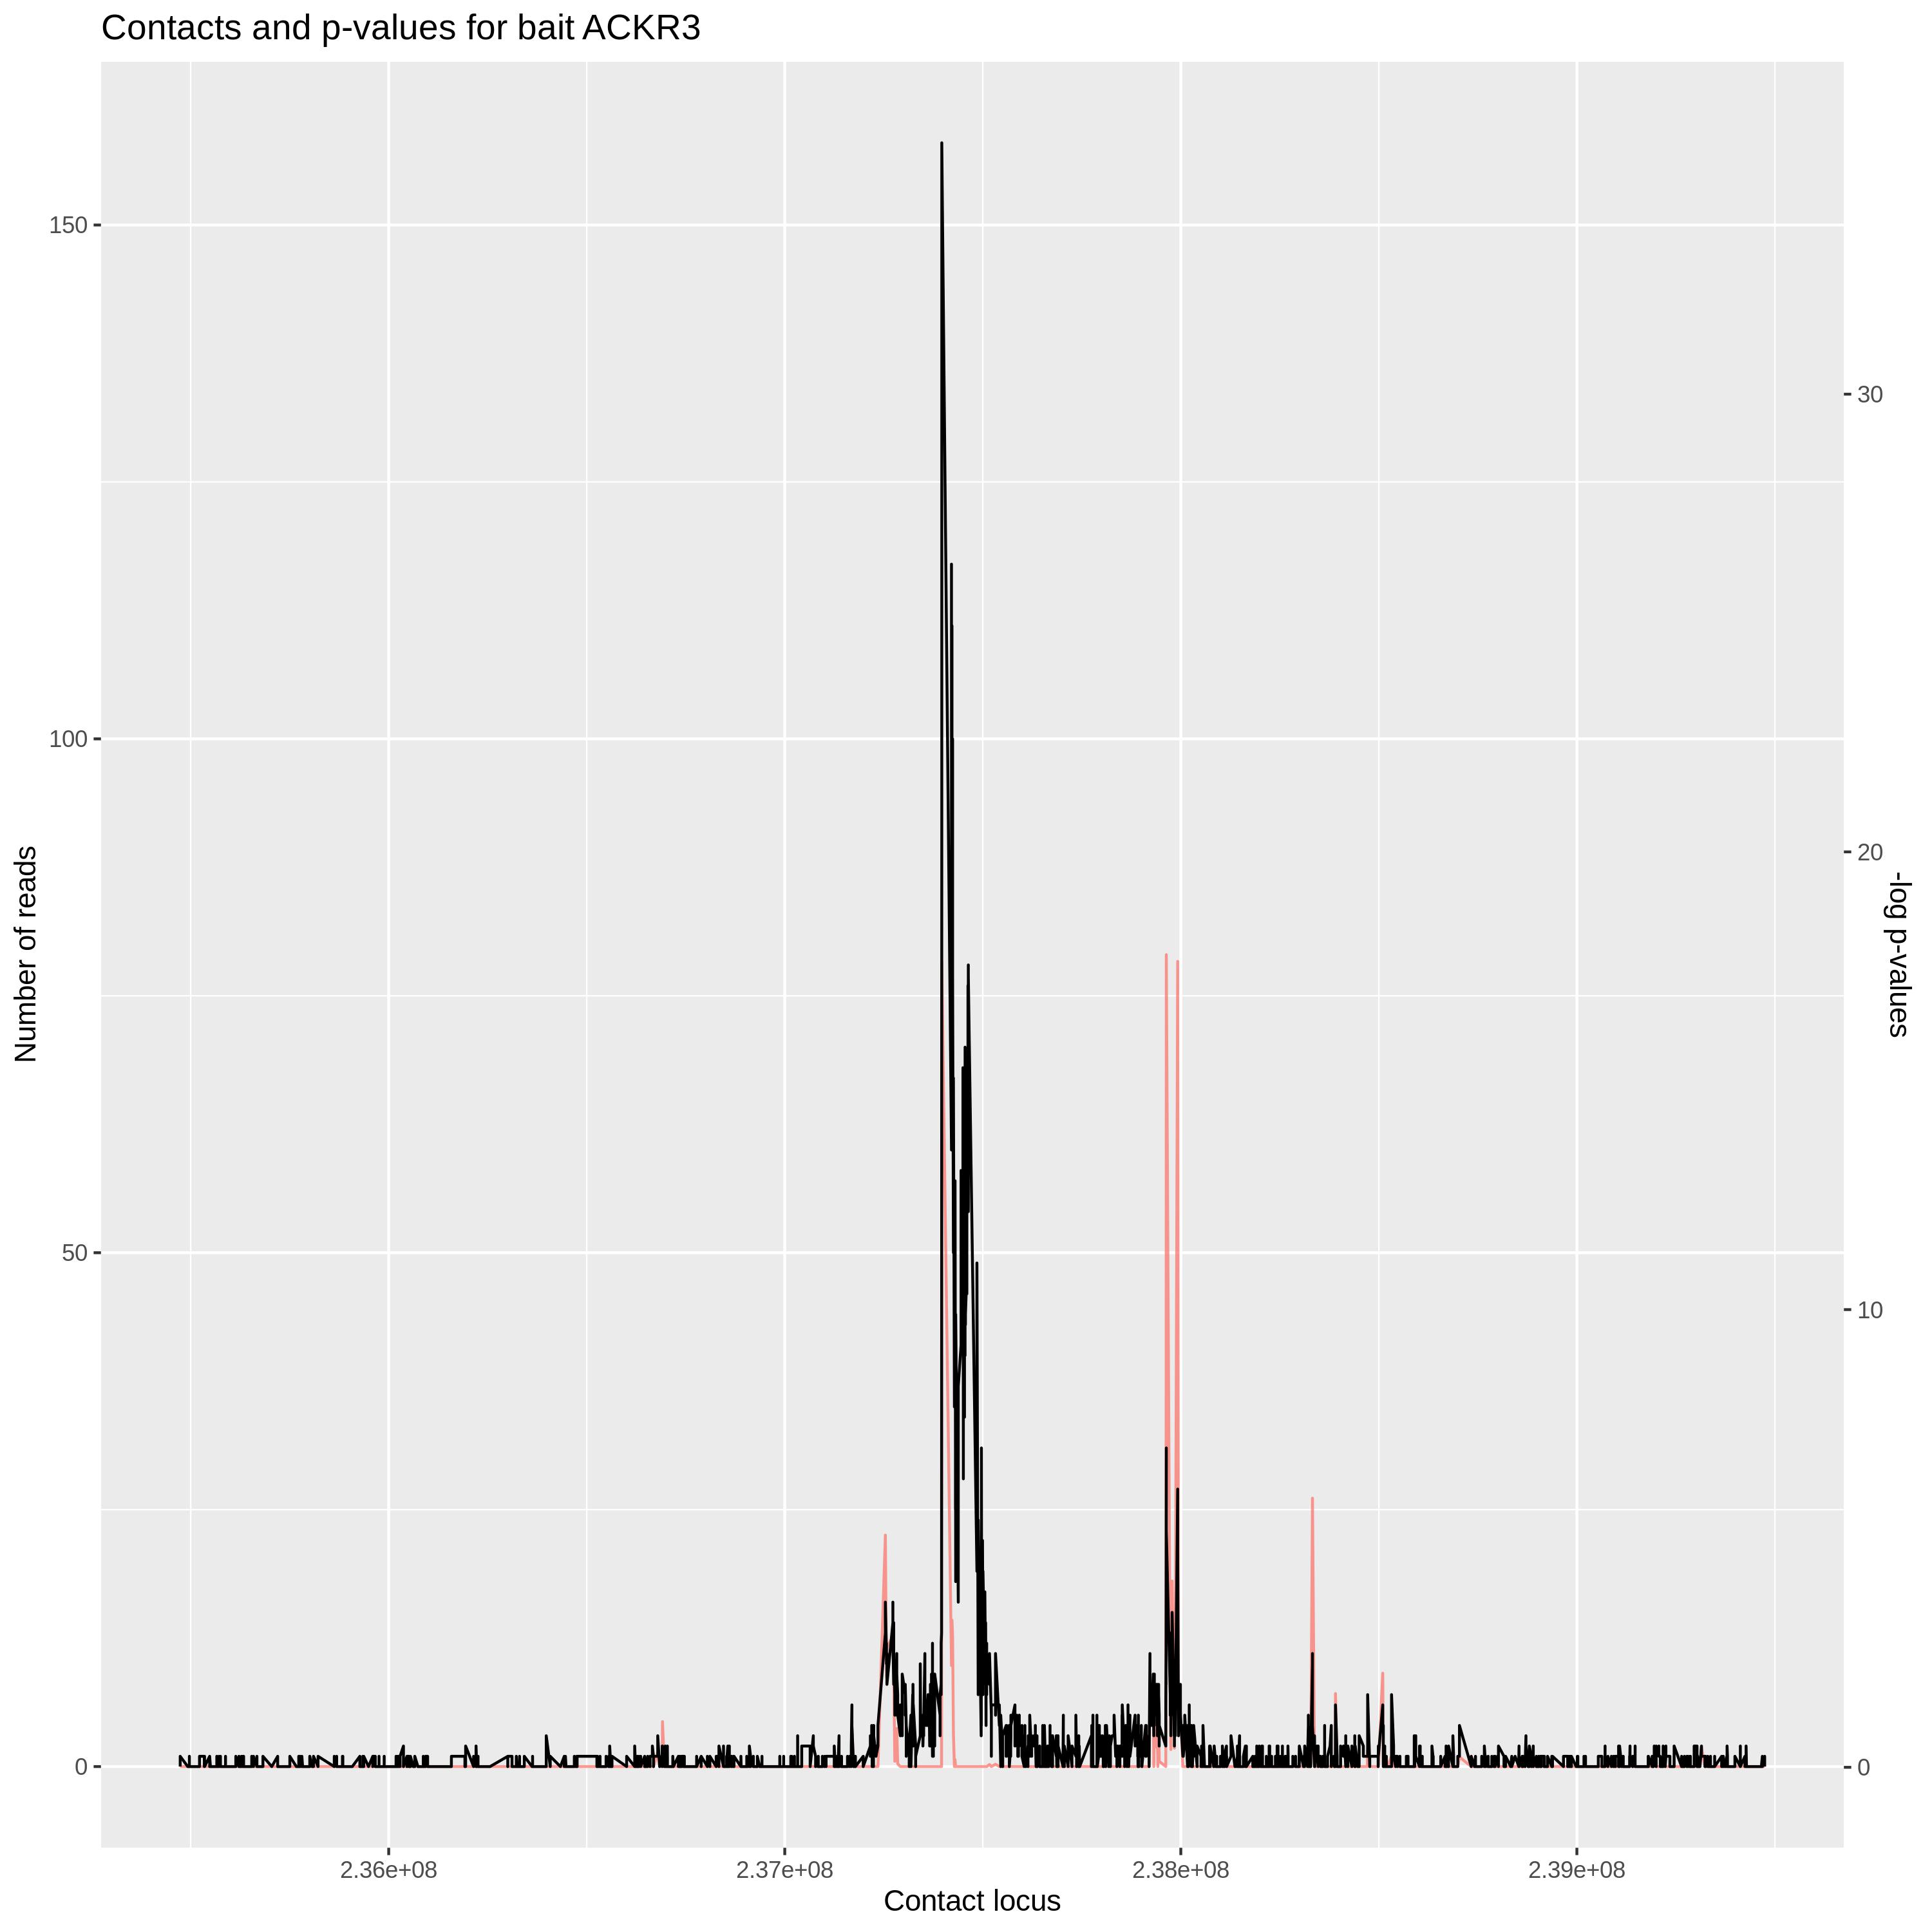 Contacts and p-values for bait ACKR3
150
100
50
0
Number of reads
30
20
10
0
-log p-values
2.36e+08
2.37e+08
2.38e+08
2.39e+08
Contact locus